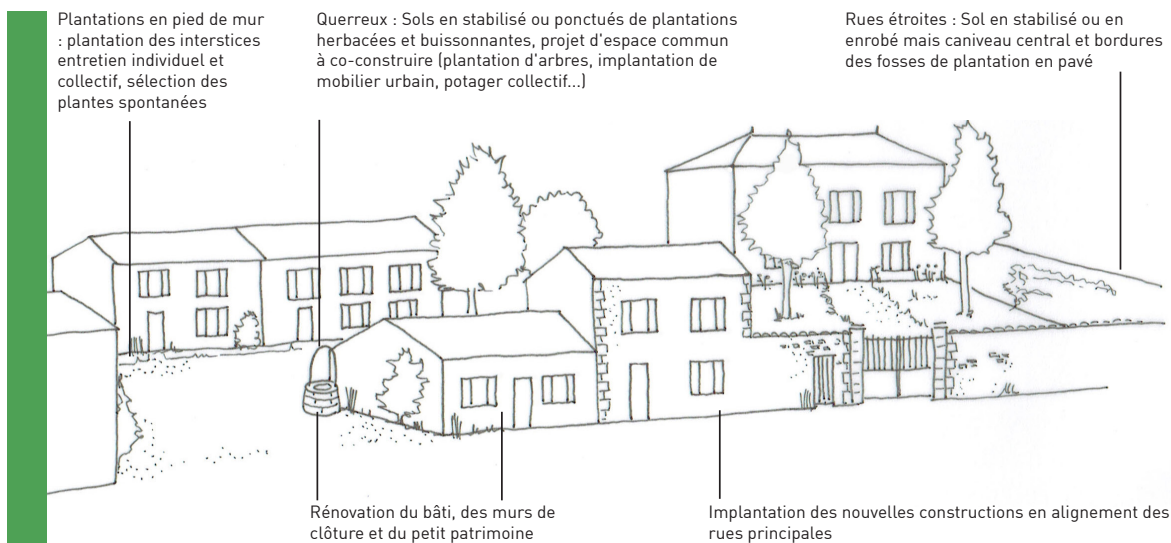 Plantations en pied de mur
: plantation des interstices
entretien individuel et
collectif, sélection des
plantes spontanées
Querreux : Sols en stabilisé ou ponctués de plantations
herbacées et buissonnantes, projet d'espace commun
à co-construire (plantation d'arbres, implantation de
mobilier urbain, potager collectif...)
Rues étroites : Sol en stabilisé ou en
enrobé mais caniveau central et bordures
des fosses de plantation en pavé
Rénovation du bâti, des murs de
clôture et du petit patrimoine
Implantation des nouvelles constructions en alignement des
rues principales